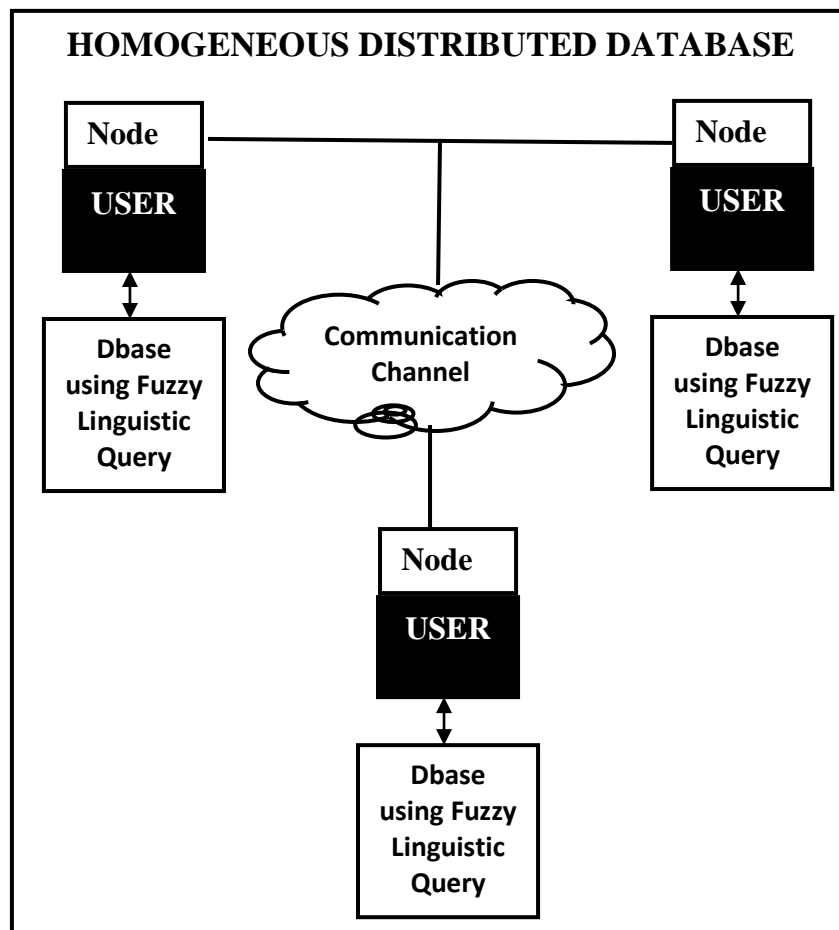 HOMOGENEOUS DISTRIBUTED DATABASE
Node
USER
Dbase
using Fuzzy
Linguistic
Query
Node
USER
Dbase
using Fuzzy
Linguistic
Query
Communication
Channel
Node
USER
Dbase
using Fuzzy
Linguistic
Query